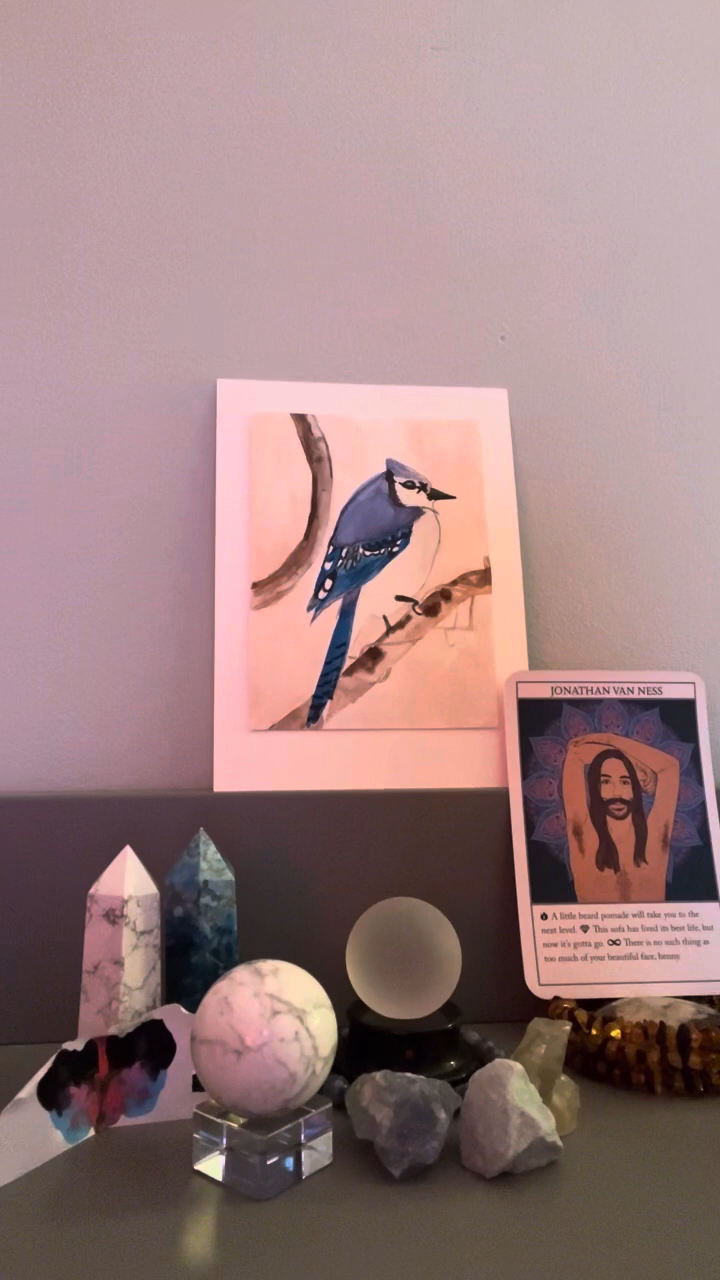 JONATHAN VAN NESS
A little beard pomade will take you to the
next level. This sofa has lived its best life, but
now it's gotta go. There is no such thing as
too much of your beautiful face, henny.